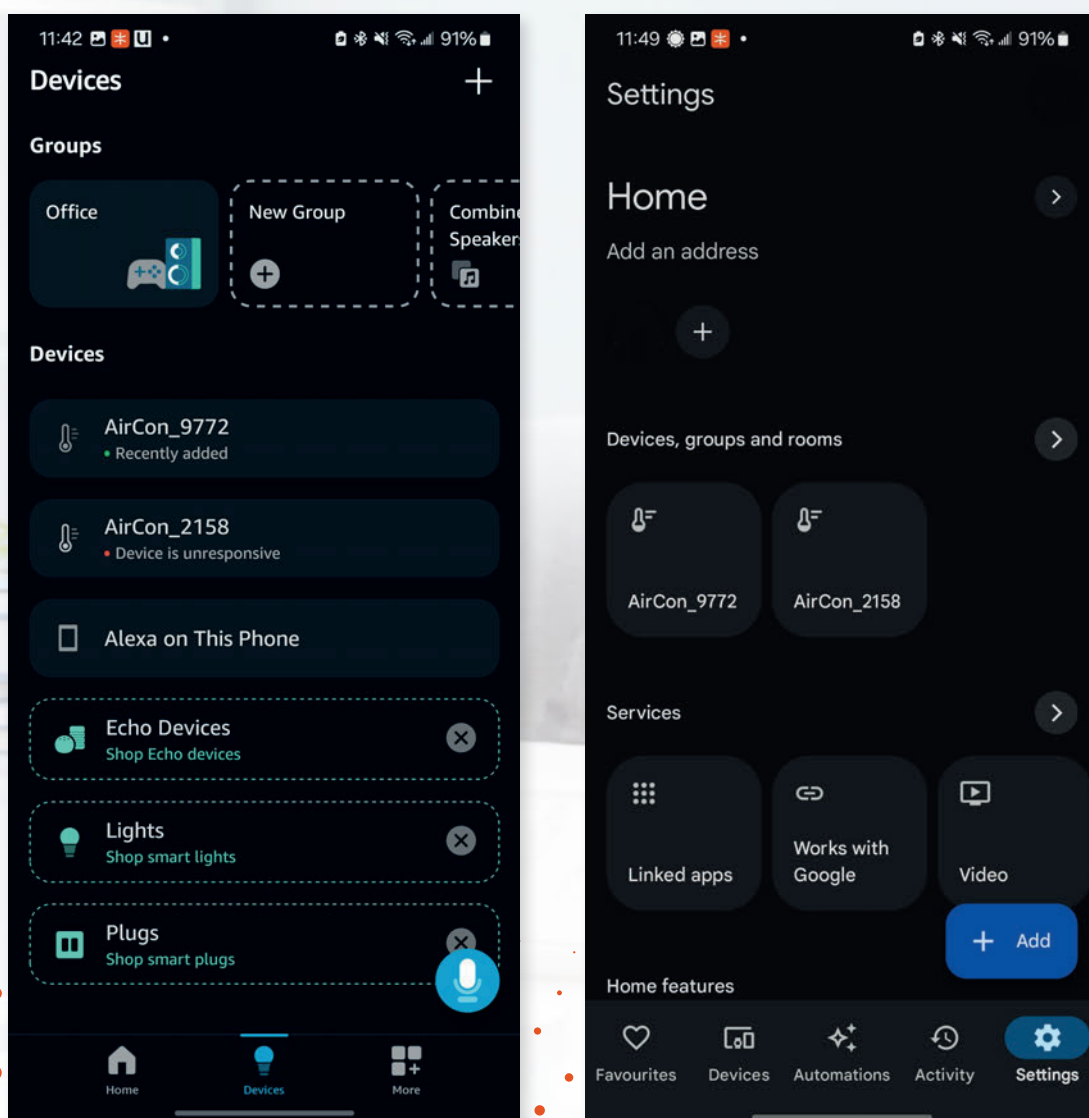 11:42
91%
Devices
Groups
Office
New Group
Combine
Speaker
Devices
AirCon_9772
Recently added
AirCon_2158
Device is unresponsive
Alexa on This Phone
Echo Devices
Shop Echo devices
Lights
Shop smart lights
Plugs
Shop smart plugs
Home
Devices
More
11:49
91%
Settings
Home
Add an address
Devices, groups and rooms
AirCon_9772
AirCon_2158
Services
Linked apps
Works with
Google
Video
+ Add
Home features
Favourites
Devices
Automations
Activity
Settings